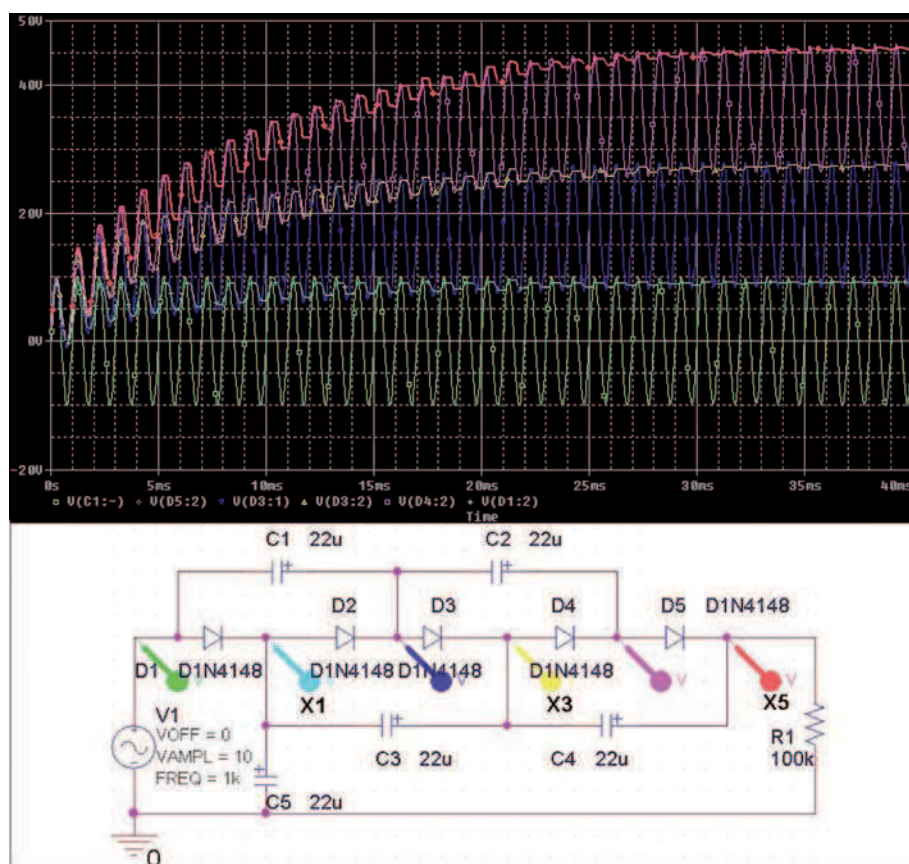 50V
40V
20V
0V
-20V
0s 5ms 10ms 15ms 20ms 25ms 30ms 35ms 40ms
V(C1:-) V(D5:2) V(D3:1) V(D3:2) V(D4:2) V(D1:2)
Time
C1 22u C2 22u
D2 D3 D4 D5 D1N4148
D1 D1N4148 D1N4148 D1N4148 D1N4148
V V V V V
X1 X3 X5
V1
VOFF = 0
VAMPL = 10
FREQ = 1k
R1
100k
C3 22u C4 22u
C5 22u
0